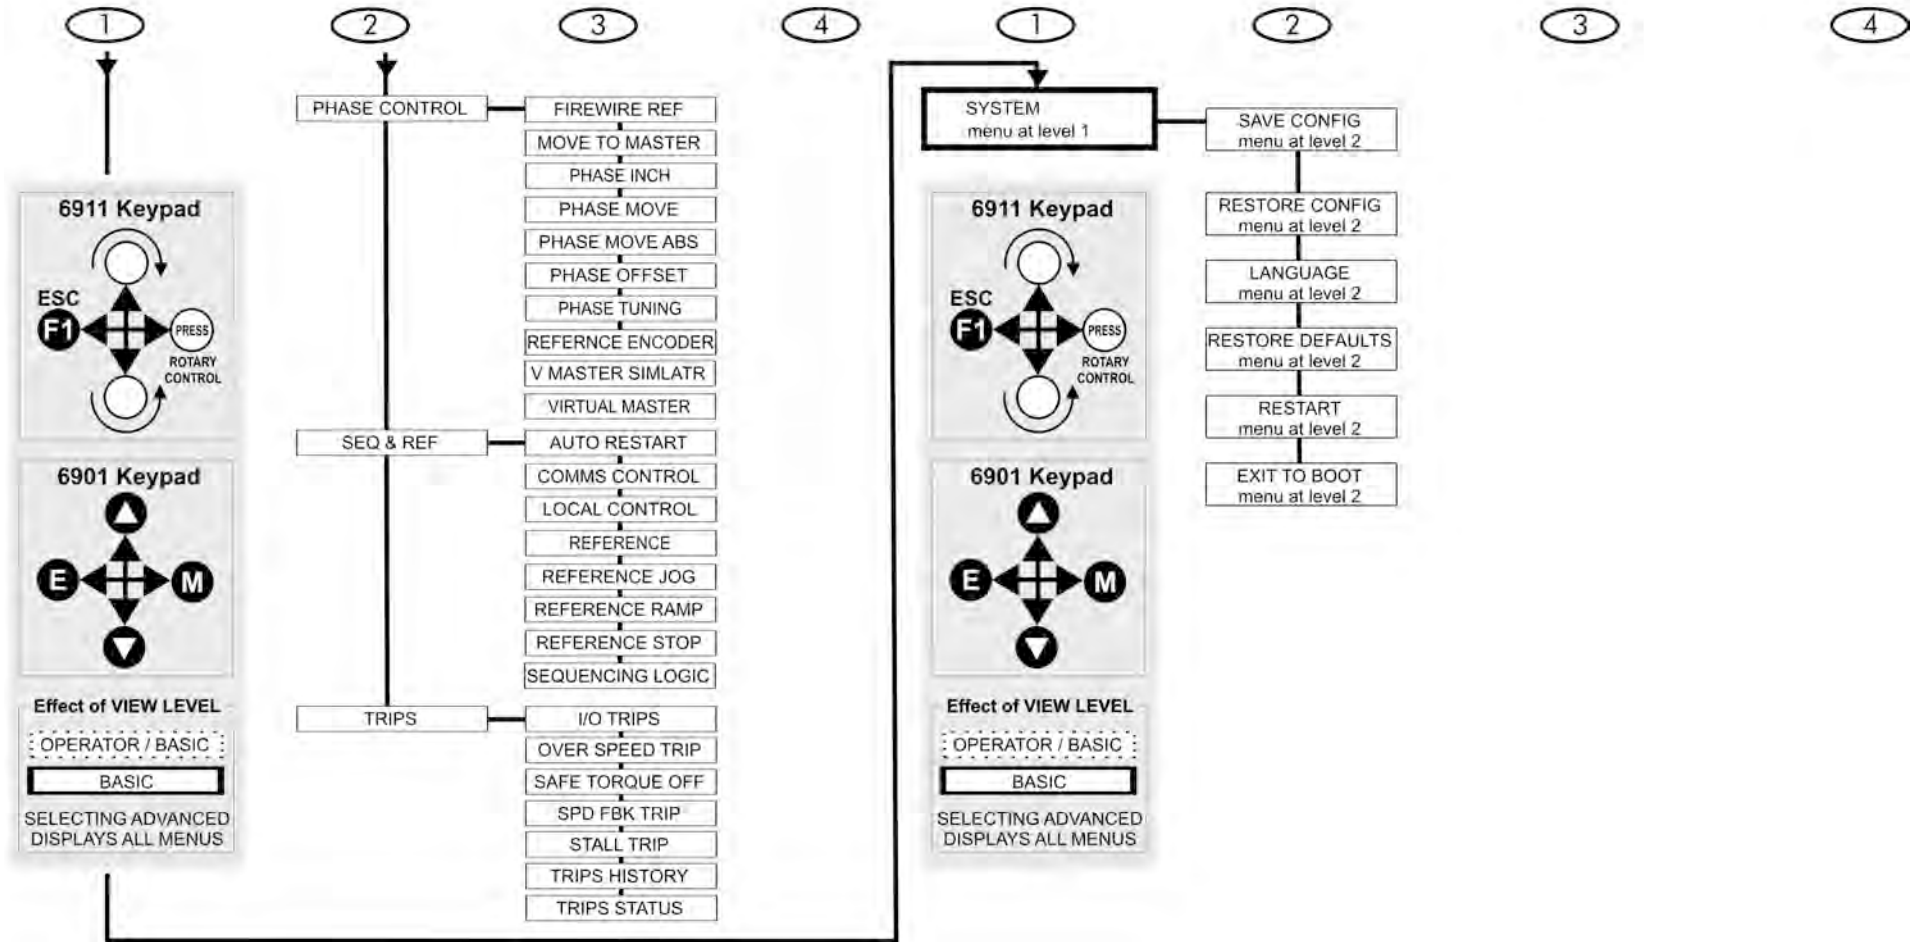 1
2
3
4
1
2
3
4
PHASE CONTROL
FIREWIRE REF
MOVE TO MASTER
PHASE INCH
PHASE MOVE
PHASE MOVE ABS
PHASE OFFSET
PHASE TUNING
REFERNCE ENCODER
V MASTER SIMLATR
VIRTUAL MASTER
SEQ & REF
AUTO RESTART
COMMS CONTROL
LOCAL CONTROL
REFERENCE
REFERENCE JOG
REFERENCE RAMP
REFERENCE STOP
SEQUENCING LOGIC
TRIPS
I/O TRIPS
OVER SPEED TRIP
SAFE TORQUE OFF
SPD FBK TRIP
STALL TRIP
TRIPS HISTORY
TRIPS STATUS
6911 Keypad
ESC
F1
PRESS
ROTARY
CONTROL
6901 Keypad
E
M
Effect of VIEW LEVEL
OPERATOR / BASIC
BASIC
SELECTING ADVANCED
DISPLAYS ALL MENUS
SYSTEM
menu at level 1
SAVE CONFIG
menu at level 2
RESTORE CONFIG
menu at level 2
LANGUAGE
menu at level 2
RESTORE DEFAULTS
menu at level 2
RESTART
menu at level 2
EXIT TO BOOT
menu at level 2
6911 Keypad
ESC
F1
PRESS
ROTARY
CONTROL
6901 Keypad
E
M
Effect of VIEW LEVEL
OPERATOR / BASIC
BASIC
SELECTING ADVANCED
DISPLAYS ALL MENUS